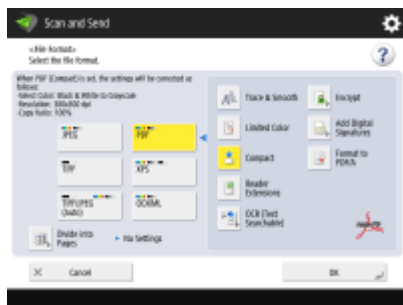 Scan and Send
<File Format>
Select the file format.
When PDF (Compact) is set, the settings will be corrected as
follows:
-Select Color: Black & White to Grayscale
-Resolution: 300x300 dpi
-Copy Ratio: 100%
JPEG
PDF
TIFF
XPS
TIFF/JPEG
(Auto)
OOXML
Divide into
Pages
No Settings
Trace & Smooth
Encrypt
Limited Color
Add Digital
Signatures
Compact
Format to
PDF/A
Reader
Extensions
OCR (Text
Searchable)
Cancel
OK